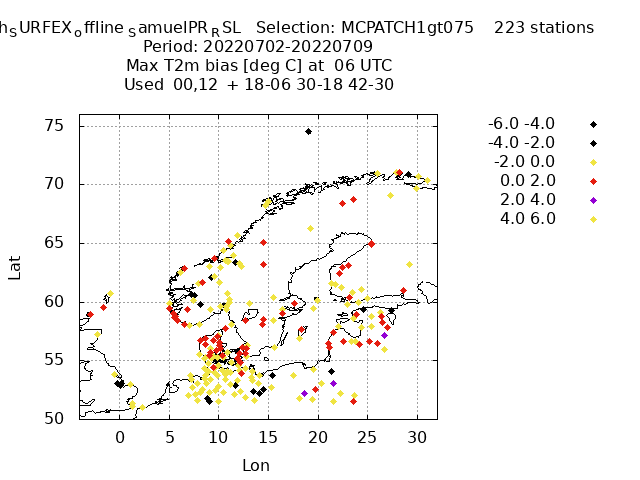 hSURFEXoffline SamuelPRRSL Selection: MCPATCH1gt075 223 stations
Period: 20220702-20220709
Max T2m bias [deg C] at 06 UTC
Used 00,12 + 18-06 30-18 42-30
75
70
65
60
55
50
0 5 10 15 20 25 30
Lat
Lon
-6.0 -4.0
-4.0 -2.0
-2.0 0.0
0.0 2.0
2.0 4.0
4.0 6.0